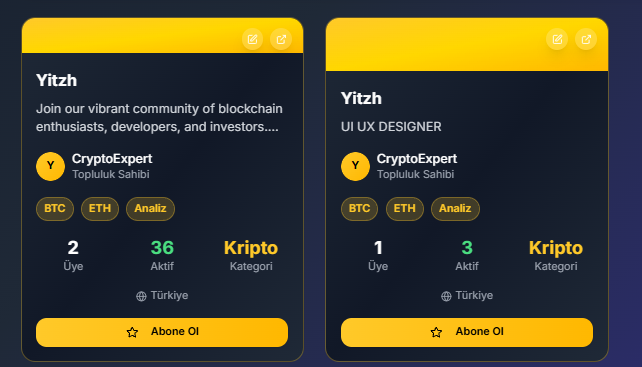 Yitzh
Join our vibrant community of blockchain
enthusiasts, developers, and investors....
Y
CryptoExpert
Topluluk Sahibi
BTC
ETH
Analiz
2
36
Kripto
Üye
Aktif
Kategori
Türkiye
Abone Ol
Yitzh
UI UX DESIGNER
Y
CryptoExpert
Topluluk Sahibi
BTC
ETH
Analiz
1
3
Kripto
Üye
Aktif
Kategori
Türkiye
Abone Ol